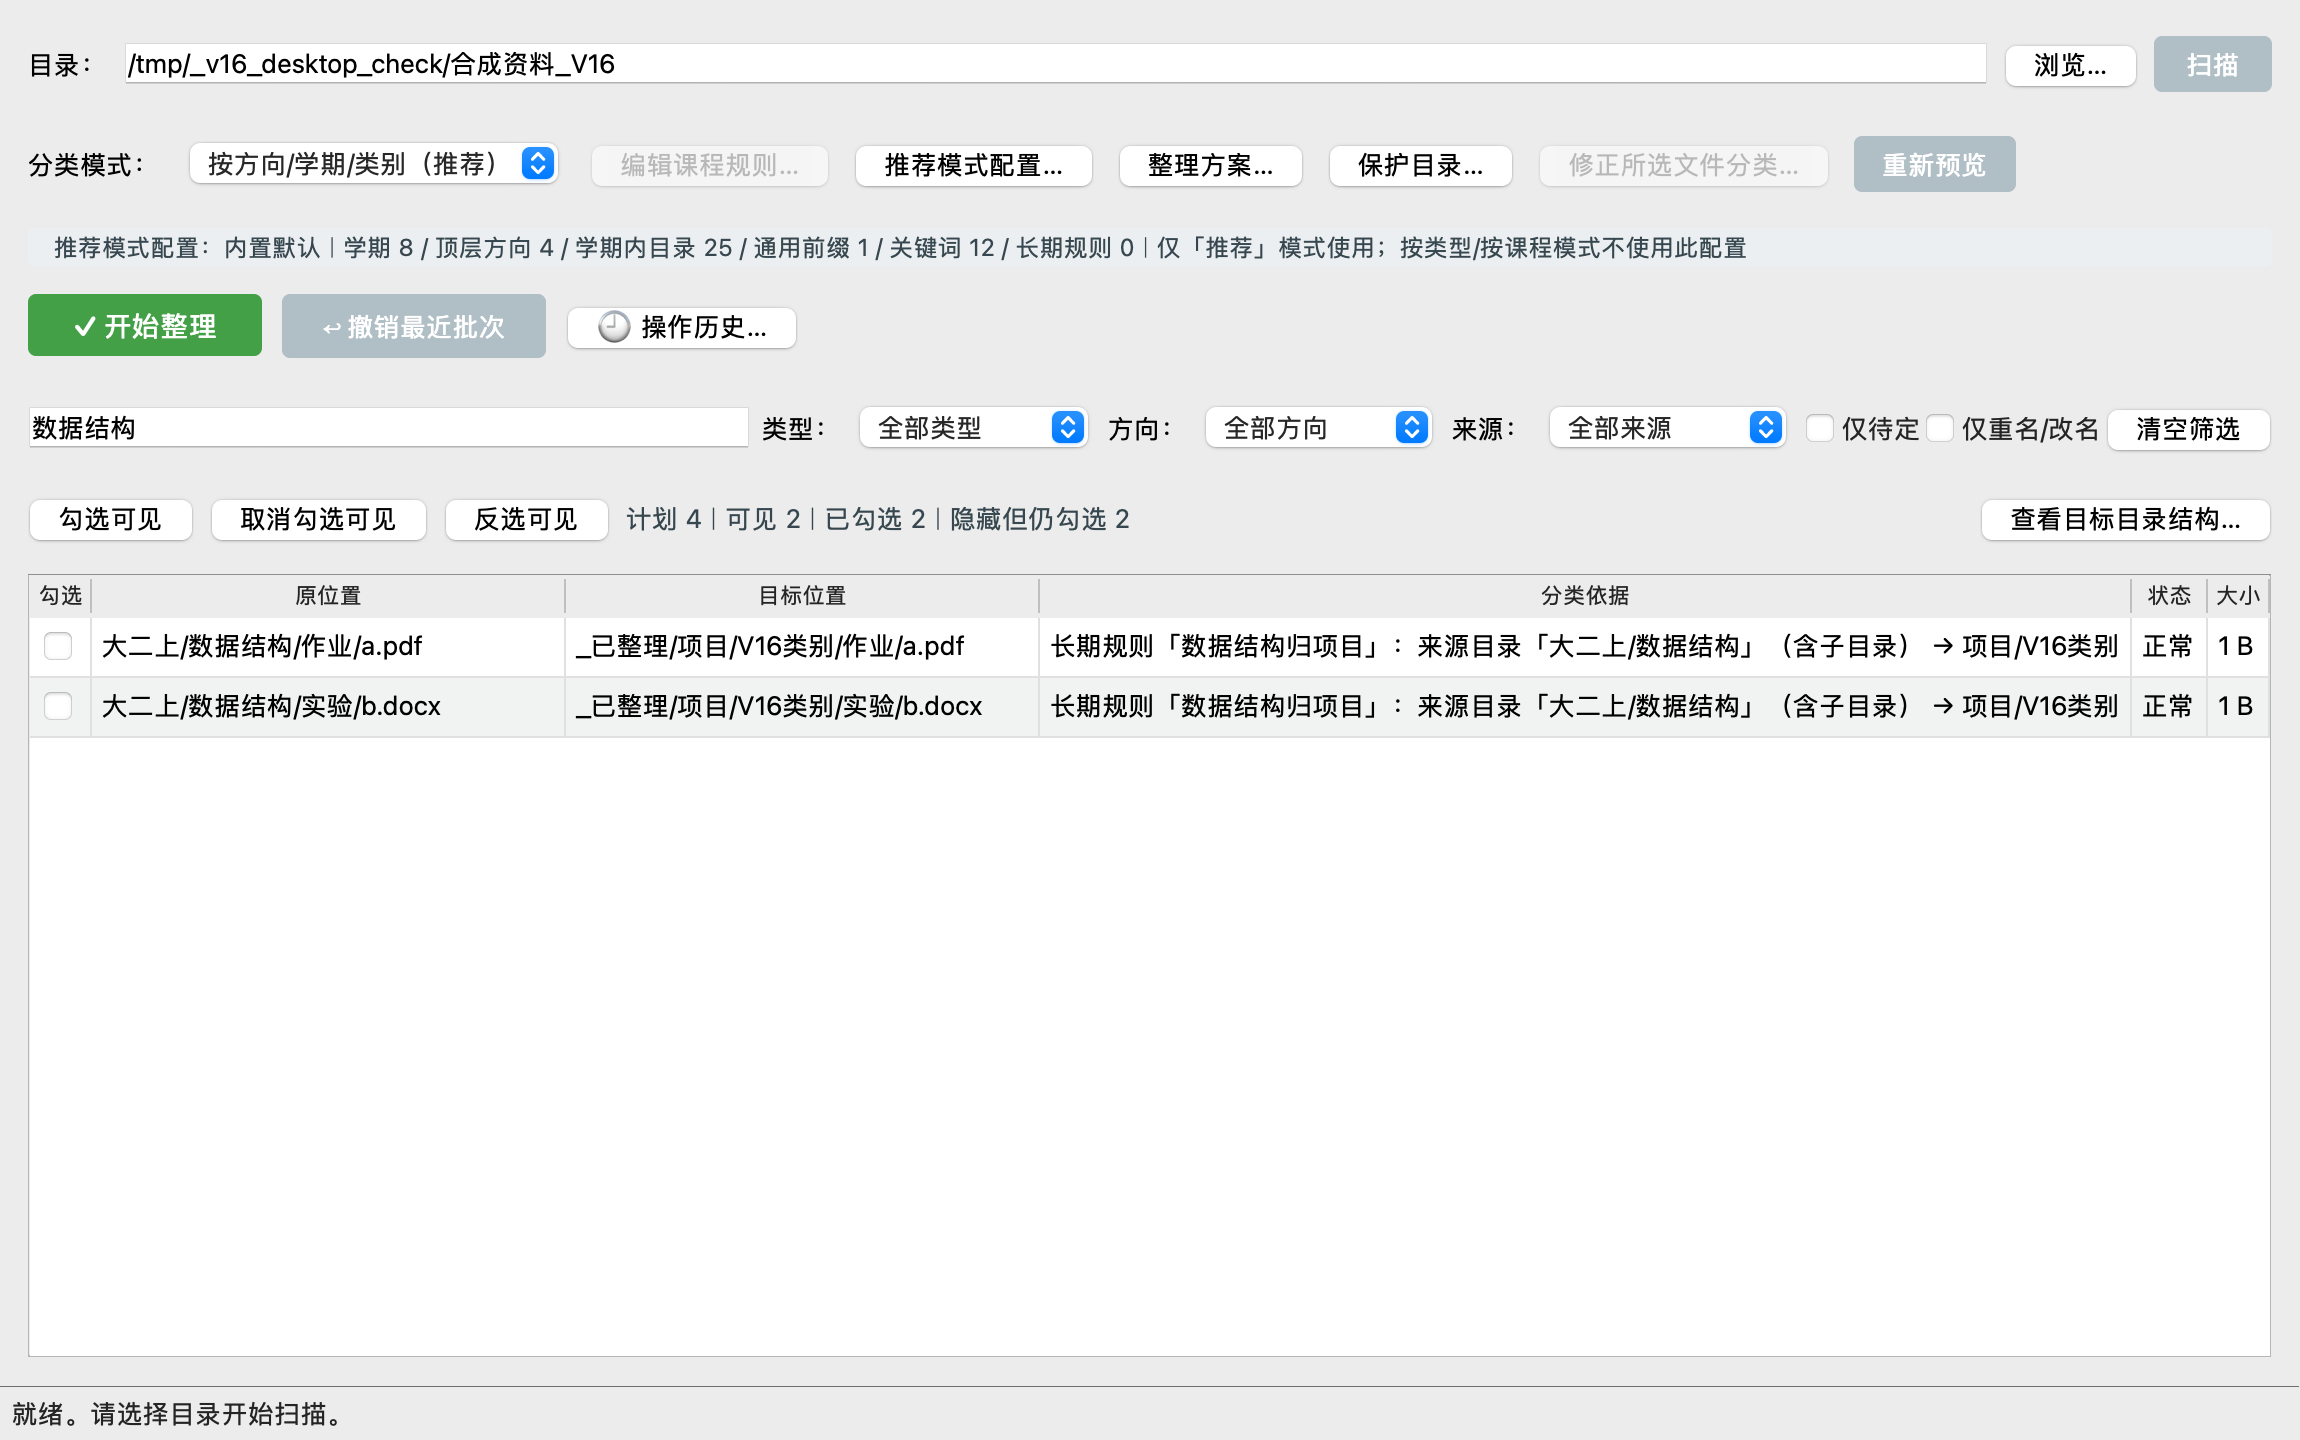 目录： /tmp/_v16_desktop_check/合成资料_V16 浏览... 扫描
分类模式： 按方向/学期/类别（推荐） 编辑课程规则... 推荐模式配置... 整理方案... 保护目录... 修正所选文件分类... 重新预览
推荐模式配置：内置默认 | 学期 8 / 顶层方向 4 / 学期内目录 25 / 通用前缀 1 / 关键词 12 / 长期规则 0 | 仅「推荐」模式使用；按类型/按课程模式不使用此配置
✓ 开始整理 ↩ 撤销最近批次 🕘 操作历史...
数据结构 类型： 全部类型 方向： 全部方向 来源： 全部来源 仅待定 仅重名/改名 清空筛选
勾选可见 取消勾选可见 反选可见 计划 4 | 可见 2 | 已勾选 2 | 隐藏但仍勾选 2 查看目标目录结构...
勾选 原位置 目标位置 分类依据 状态 大小
大二上/数据结构/作业/a.pdf _已整理/项目/V16类别/作业/a.pdf 长期规则「数据结构归项目」：来源目录「大二上/数据结构」（含子目录） → 项目/V16类别 正常 1 B
大二上/数据结构/实验/b.docx _已整理/项目/V16类别/实验/b.docx 长期规则「数据结构归项目」：来源目录「大二上/数据结构」（含子目录） → 项目/V16类别 正常 1 B
就绪。请选择目录开始扫描。